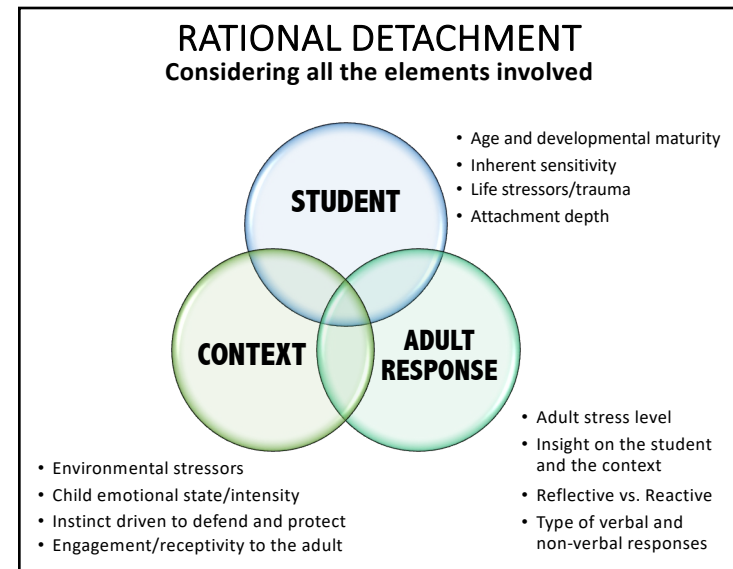 RATIONAL DETACHMENT
Considering all the elements involved
• Age and developmental maturity
• Inherent sensitivity
• Life stressors/trauma
• Attachment depth
STUDENT
CONTEXT
ADULT
RESPONSE
• Adult stress level
• Insight on the student
and the context
• Reflective vs. Reactive
• Type of verbal and
non-verbal responses
• Environmental stressors
• Child emotional state/intensity
• Instinct driven to defend and protect
• Engagement/receptivity to the adult